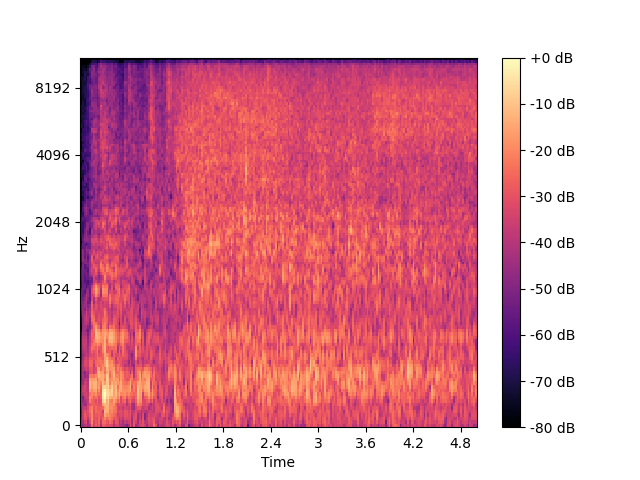 +0 dB
8192
-10 dB
4096
-20 dB
-30 dB
2048
Hz
-40 dB
1024
-50 dB
-60 dB
512
-70 dB
0
-80 dB
0 0.6 1.2 1.8 2.4 3 3.6 4.2 4.8
Time